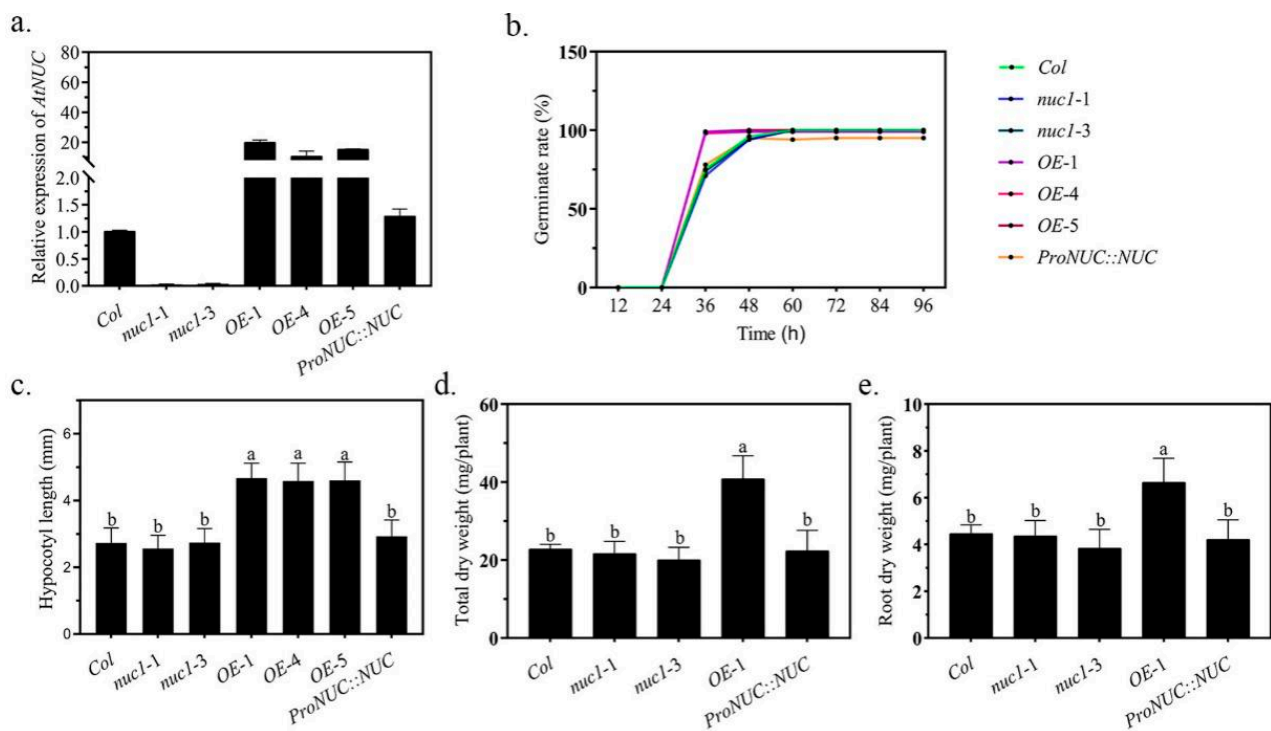 a.
Relative expression of AtNUC
80
60
40
20
2.0
1.5
1.0
0.5
0.0
Col
nuc1-1
nuc1-3
OE-1
OE-4
OE-5
ProNUC::NUC
b.
Germinate rate (%)
150
100
50
0
12 24 36 48 60 72 84 96
Time (h)
Col
nuc1-1
nuc1-3
OE-1
OE-4
OE-5
ProNUC::NUC
c.
Hypocotyl length (mm)
6
4
2
0
b b b a a a b
Col
nuc1-1
nuc1-3
OE-1
OE-4
OE-5
ProNUC::NUC
d.
Total dry weight (mg/plant)
60
40
20
0
b b b a b
Col
nuc1-1
nuc1-3
OE-1
ProNUC::NUC
e.
Root dry weight (mg/plant)
10
8
6
4
2
0
b b b a b
Col
nuc1-1
nuc1-3
OE-1
ProNUC::NUC